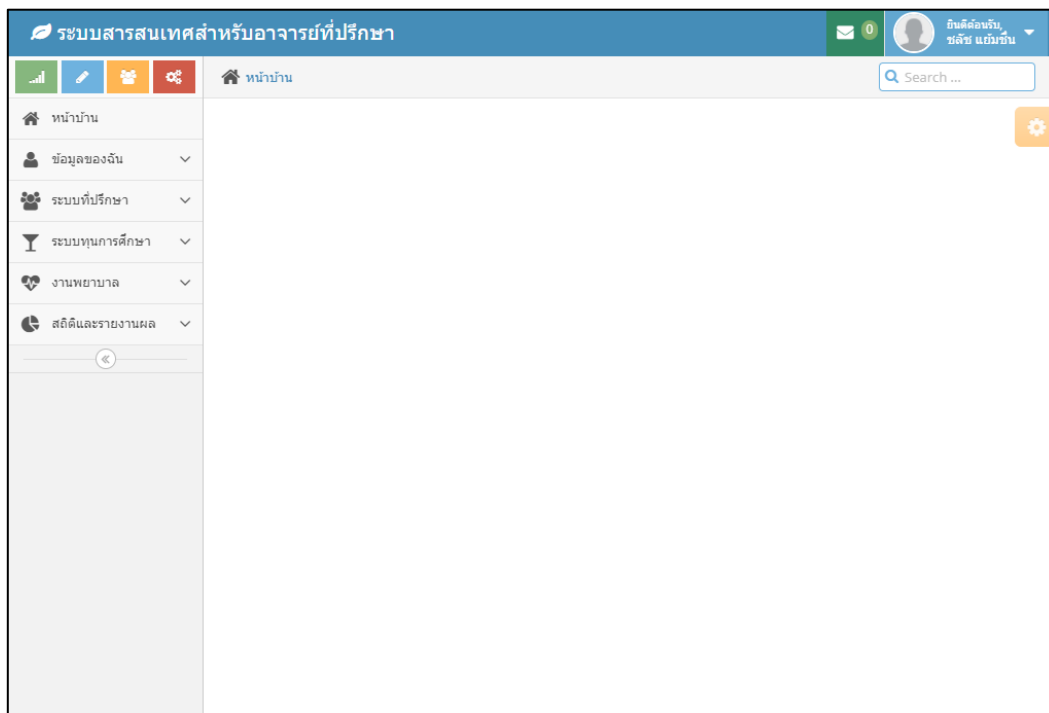 ระบบสารสนเทศสำหรับอาจารย์ที่ปรึกษา
0
ยินดีต้อนรับ,
ชลัช แย้มชื่น
หน้าบ้าน
Search ...
หน้าบ้าน
ข้อมูลของฉัน
ระบบที่ปรึกษา
ระบบทุนการศึกษา
งานพยาบาล
สถิติและรายงานผล